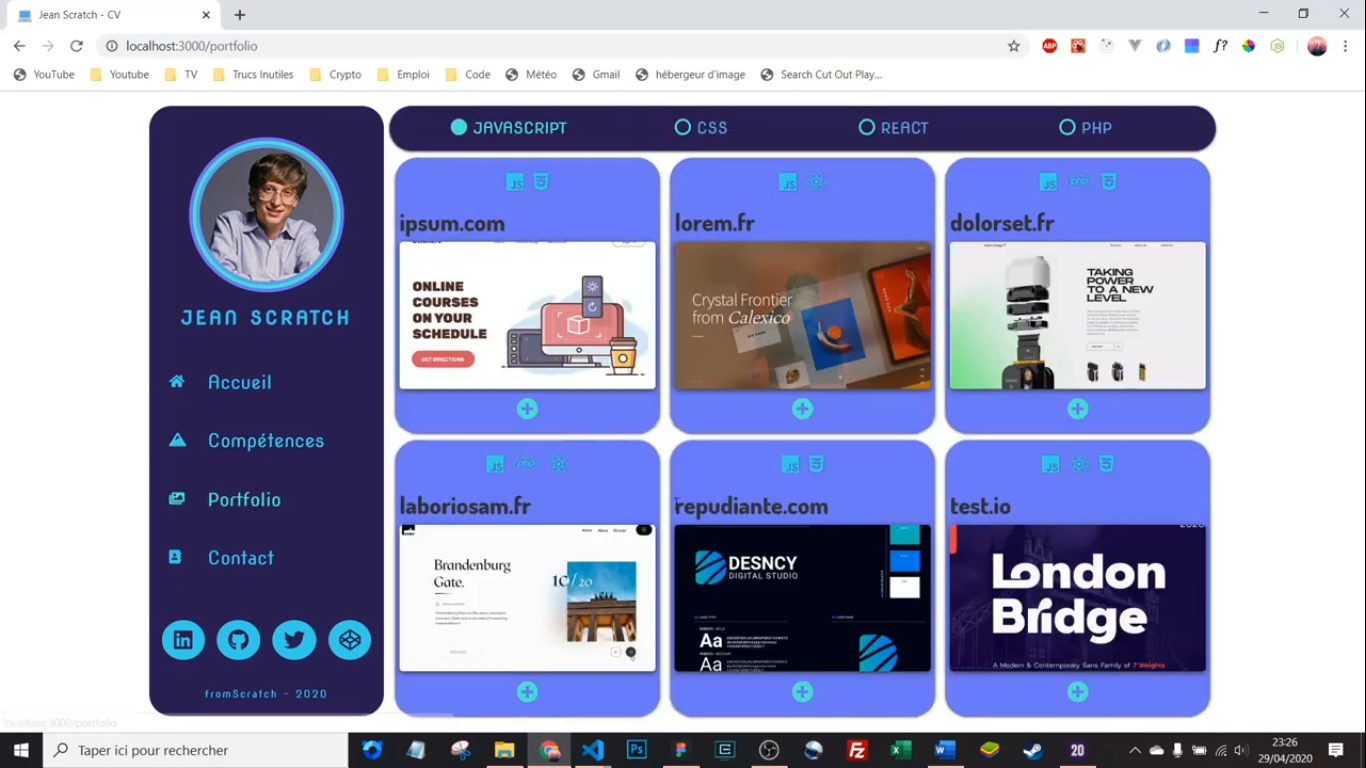 Jean Scratch - CV
localhost:3000/portfolio
YouTube Youtube TV Trucs Inutiles Crypto Emploi Code Météo Gmail hébergeur d'image Search Cut Out Play...
ABP f?
JAVASCRIPT CSS REACT PHP
JEAN SCRATCH
Accueil
Compétences
Portfolio
Contact
fromScratch - 2020
JS
ipsum.com
ONLINE
COURSES
ON YOUR
SCHEDULE
GET DIRECTIONS
JS
lorem.fr
Crystal Frontier
from Calexico
JS php
dolorset.fr
TAKING
POWER
TO A NEW
LEVEL
JS php
laboriosam.fr
Brandenburg
Gate.
10/20
JS
repudiante.com
DESNCY
DIGITAL STUDIO
Aa
Aa
JS
test.io
2020
London
Bridge
A Modern & Contemporary Sans Family of 7 Weights
localhost:3000/portfolio
Taper ici pour rechercher
Ps
20
23:26
29/04/2020